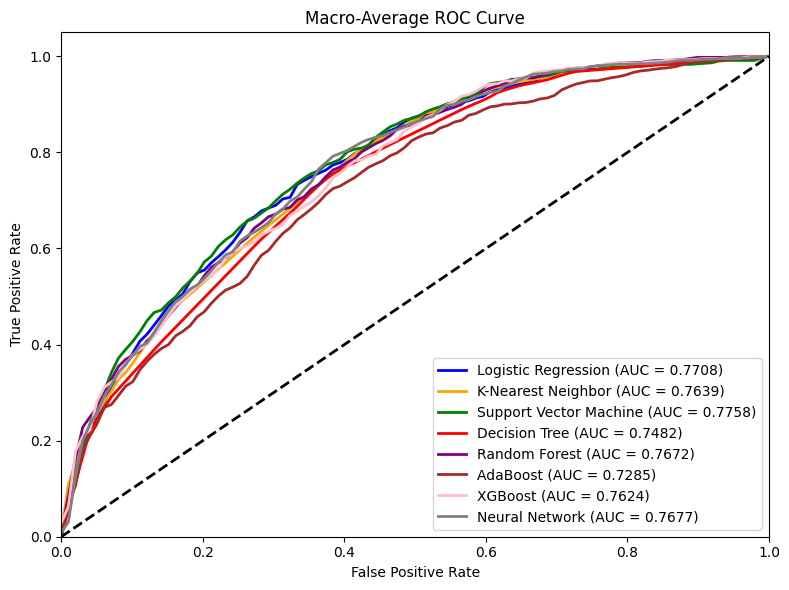 Macro-Average ROC Curve
True Positive Rate
1.0
0.8
0.6
0.4
0.2
0.0
Logistic Regression (AUC = 0.7708)
K-Nearest Neighbor (AUC = 0.7639)
Support Vector Machine (AUC = 0.7758)
Decision Tree (AUC = 0.7482)
Random Forest (AUC = 0.7672)
AdaBoost (AUC = 0.7285)
XGBoost (AUC = 0.7624)
Neural Network (AUC = 0.7677)
0.0 0.2 0.4 0.6 0.8 1.0
False Positive Rate